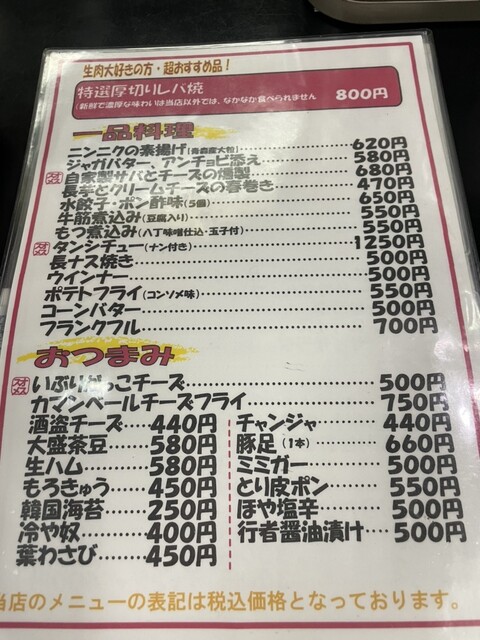 生肉大好きの方・超おすすめ品！
特選厚切りレバ焼
（新鮮で濃厚な味わいは当店以外では、なかなか食べられません 800円
一品料理
ニンニクの素揚げ（青森産大粒）…620円
ジャガバター、アンチョビ添え…580円
自家製サバとチーズの燻製…680円
長芋とクリームチーズの春巻き…470円
水餃子・ポン酢味（5個）…650円
牛筋煮込み（豆腐入り）…550円
もつ煮込み（八丁味噌仕込・玉子付）…550円
オススメ タンシチュー（ナン付き）…1250円
長ナス焼き…500円
ウインナー…500円
ポテトフライ（コンソメ味）…550円
コーンバター…500円
フランクフル…700円
おつまみ
オススメ いぶりがっこチーズ…500円
カマンベールチーズフライ…750円
酒盗チーズ…440円
大盛茶豆…580円
生ハム…580円
もろきゅう…450円
韓国海苔…250円
冷や奴…400円
葉わさび…450円
チャンジャ…440円
豚足（1本）…660円
ミミガー…500円
とり皮ポン…550円
ほや塩辛…500円
行者醤油漬け…500円
当店のメニューの表記は税込価格となっております。